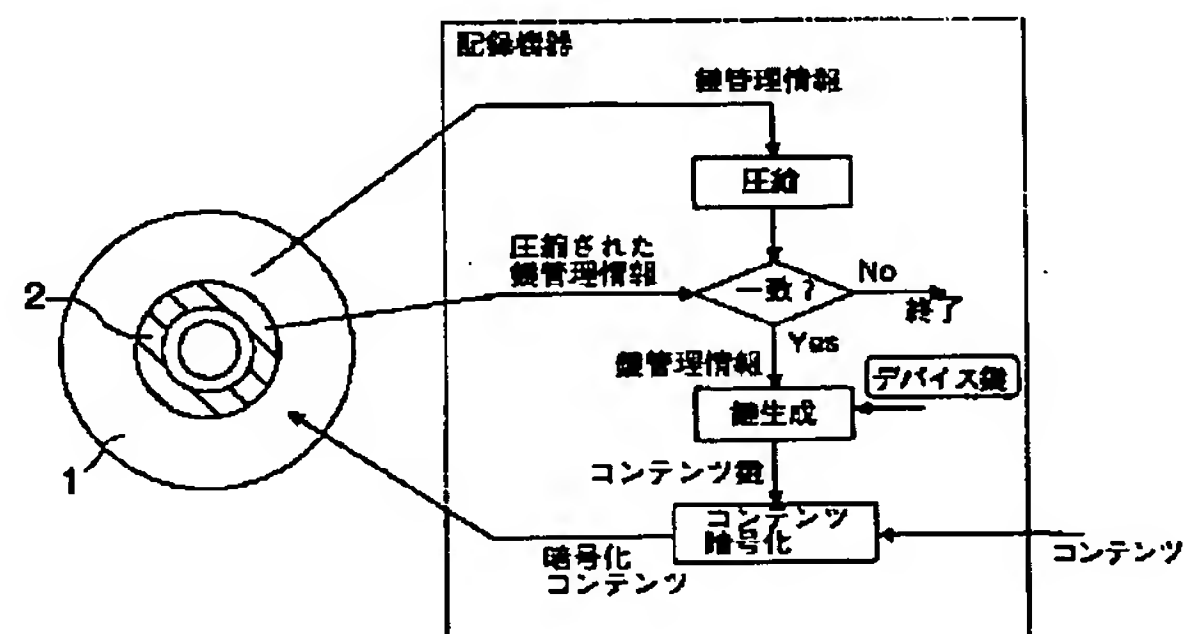 記録機器
鍵管理情報
圧縮
圧縮された
鍵管理情報
一致？
No
終了
Yes
鍵管理情報
デバイス鍵
鍵生成
コンテンツ鍵
コンテンツ
暗号化
コンテンツ
暗号化
コンテンツ
2
1